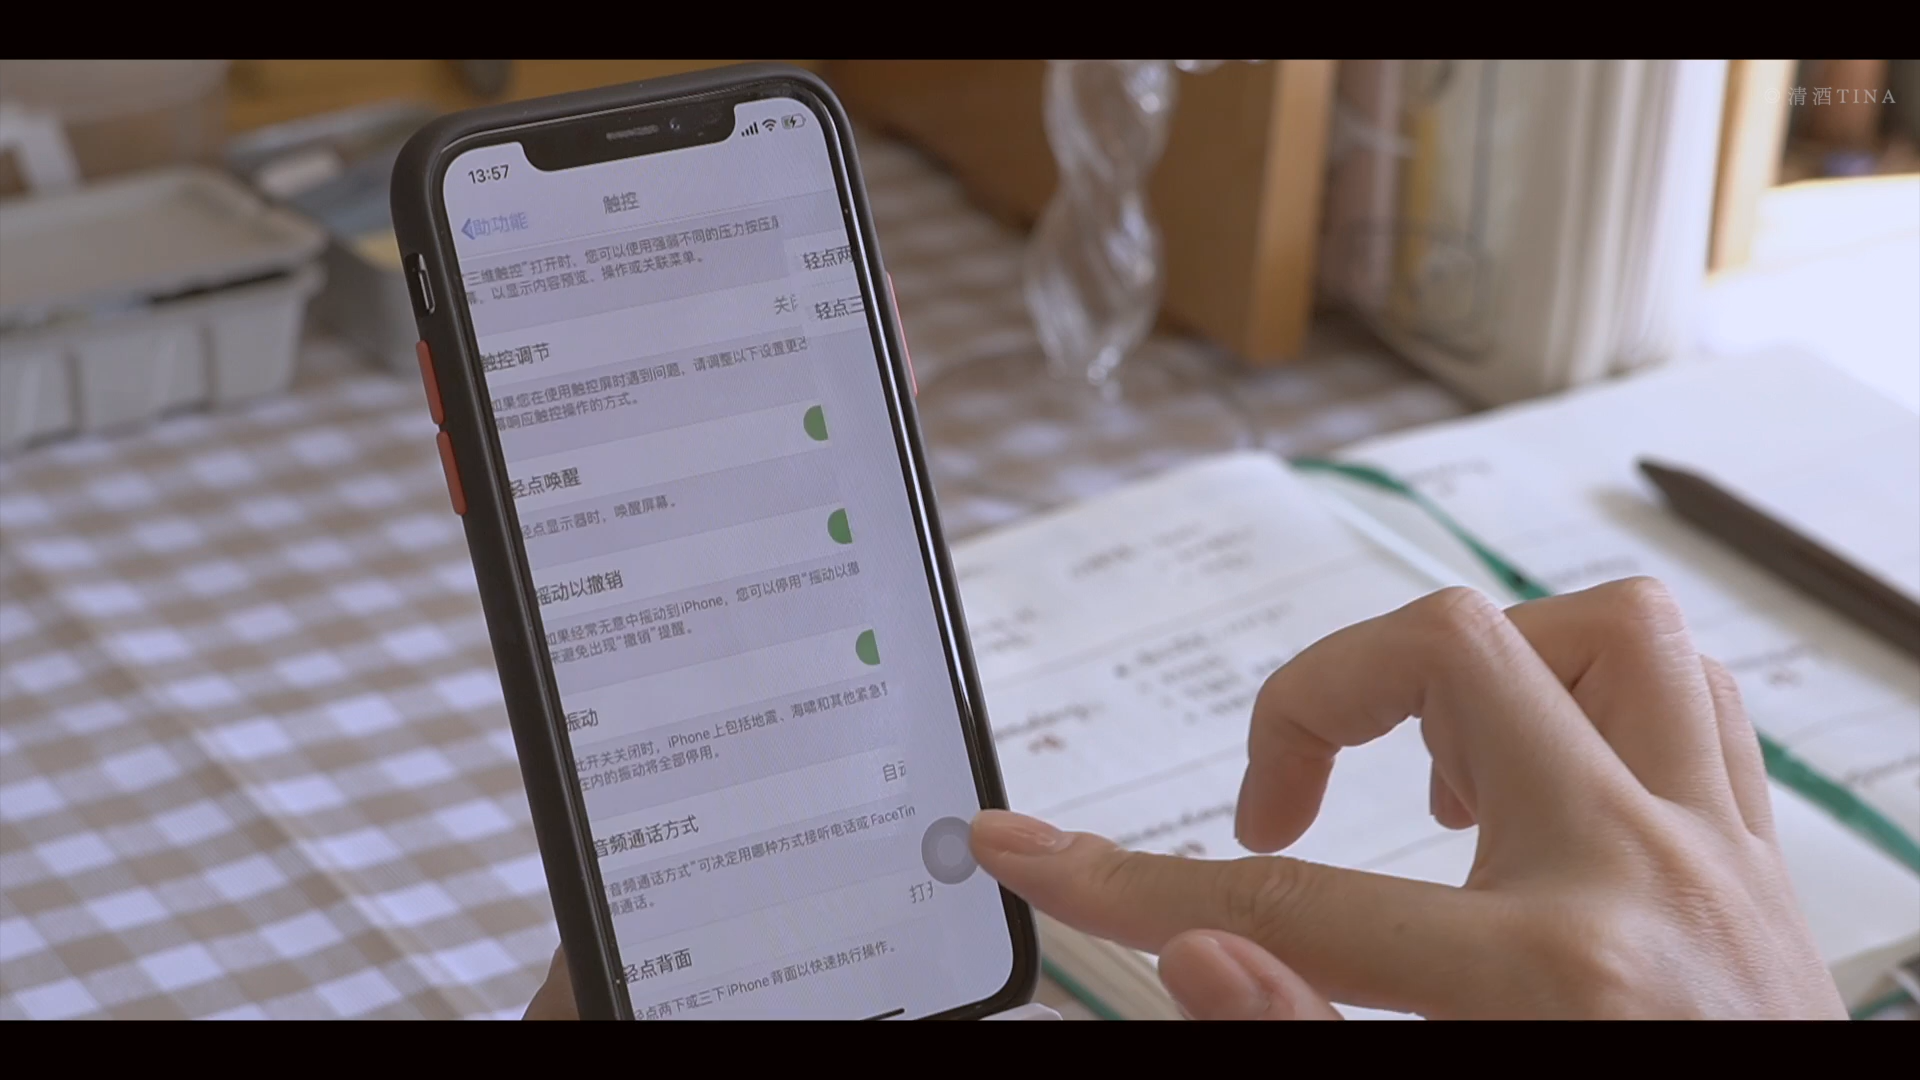 清酒TINA
13:57
触控
助功能
三维触控”打开时，您可以使用强弱不同的压力按压屏
幕，以显示内容预览、操作或关联菜单。
轻点两
关闭
轻点三
触控调节
如果您在使用触控屏时遇到问题，请调整以下设置更改
幕响应触控操作的方式。
轻点唤醒
轻点显示器时，唤醒屏幕。
摇动以撤销
如果经常无意中摇动到iPhone，您可以停用“摇动以撤
来避免出现“撤销”提醒。
振动
此开关关闭时，iPhone上包括地震、海啸和其他紧急警
在内的振动将全部停用。
自动
音频通话方式
“音频通话方式”可决定用哪种方式接听电话或FaceTim
频通话。
打开
轻点背面
轻点两下或三下iPhone背面以快速执行操作。